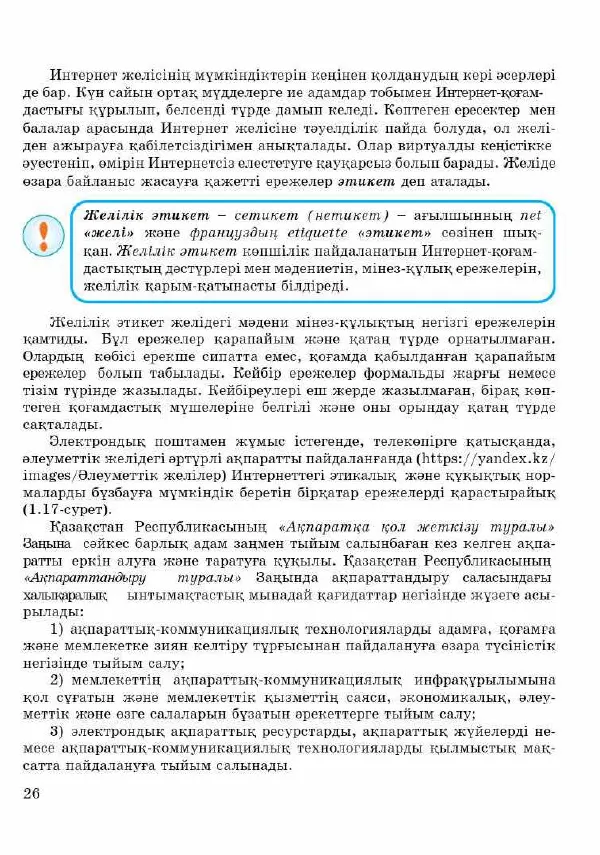 Интернет желісінің мүмкіндіктерін кеңінен қолданудың кері әсерлері
де бар. Күн сайын ортақ мүдделерге ие адамдар тобымен Интернет-қоғам-
дастығы құрылып, белсенді түрде дамып келеді. Көптеген ересектер мен
балалар арасында Интернет желісіне тәуелділік пайда болуда, ол желі-
ден ажырауға қабілетсіздігімен анықталады. Олар виртуалды кеңістікке
әуестеніп, өмірін Интернетсіз елестетуге қауқарсыз болып барады. Желіде
өзара байланыс жасауға қажетті ережелер этикет деп аталады.
Желілік этикет – сетикет (нетикет) – ағылшынның net
«желі» және француздың etiquette «этикет» сөзінен шық-
қан. Желілік этикет көпшілік пайдаланатын Интернет-қоғам-
дастықтың дәстүрлері мен мәдениетін, мінез-құлық ережелерін,
желілік қарым-қатынасты білдіреді.
Желілік этикет желідегі мәдени мінез-құлықтың негізгі ережелерін
қамтиды. Бұл ережелер қарапайым және қатаң түрде орнатылмаған.
Олардың көбісі ерекше сипатта емес, қоғамда қабылданған қарапайым
ережелер болып табылады. Кейбір ережелер формальды жарғы немесе
тізім түрінде жазылады. Кейбіреулері еш жерде жазылмаған, бірақ көп-
теген қоғамдастық мүшелеріне белгілі және оны орындау қатаң түрде
сақталады.
Электрондық поштамен жұмыс істегенде, телекөпірге қатысқанда,
әлеуметтік желідегі әртүрлі ақпаратты пайдаланғанда (https://yandex.kz/
images/Әлеуметтік желілер) Интернеттегі этикалық және құқықтық нор-
маларды бұзбауға мүмкіндік беретін бірқатар ережелерді қарастырайық
(1.17-сурет).
Қазақстан Республикасының «Ақпаратқа қол жеткізу туралы»
Заңына сәйкес барлық адам заңмен тыйым салынбаған кез келген ақпа-
ратты еркін алуға және таратуға құқылы. Қазақстан Республикасының
«Ақпараттандыру туралы» Заңында ақпараттандыру саласындағы
халықаралық ынтымақтастық мынадай қағидаттар негізінде жүзеге асы-
рылады:
1) ақпараттық-коммуникациялық технологияларды адамға, қоғамға
және мемлекетке зиян келтіру тұрғысынан пайдалануға өзара түсіністік
негізінде тыйым салу;
2) мемлекеттің ақпараттық-коммуникациялық инфрақұрылымына
қол сұғатын және мемлекеттік қызметтің саяси, экономикалық, әлеу-
меттік және өзге салаларын бұзатын әрекеттерге тыйым салу;
3) электрондық ақпараттық ресурстарды, ақпараттық жүйелерді не-
месе ақпараттық-коммуникациялық технологияларды қылмыстық мақ-
сатта пайдалануға тыйым салынады.
26